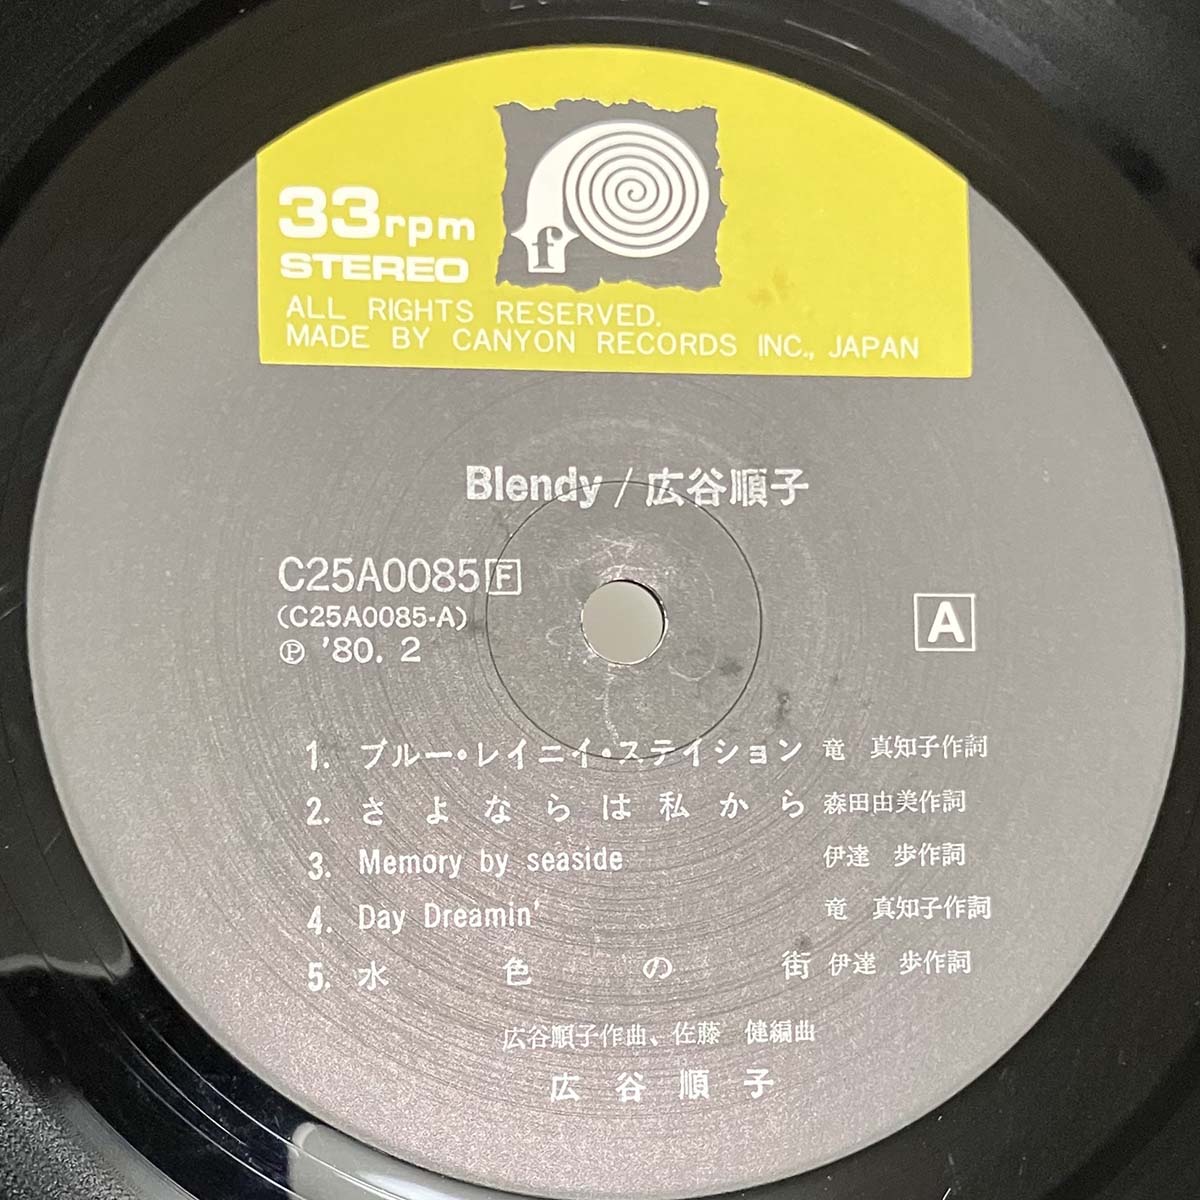 f
33rpm
STEREO
ALL RIGHTS RESERVED.
MADE BY CANYON RECORDS INC., JAPAN
Blendy / 広谷順子
C25A0085 F
(C25A0085-A)
Ⓟ '80. 2
A
1. ブルー・レイニイ・ステイション 竜 真知子作詞
2. さよならは私から 森田由美作詞
3. Memory by seaside 伊達 歩作詞
4. Day Dreamin' 竜 真知子作詞
5. 水色の街 伊達 歩作詞
広谷順子作曲、佐藤 健編曲
広谷順子